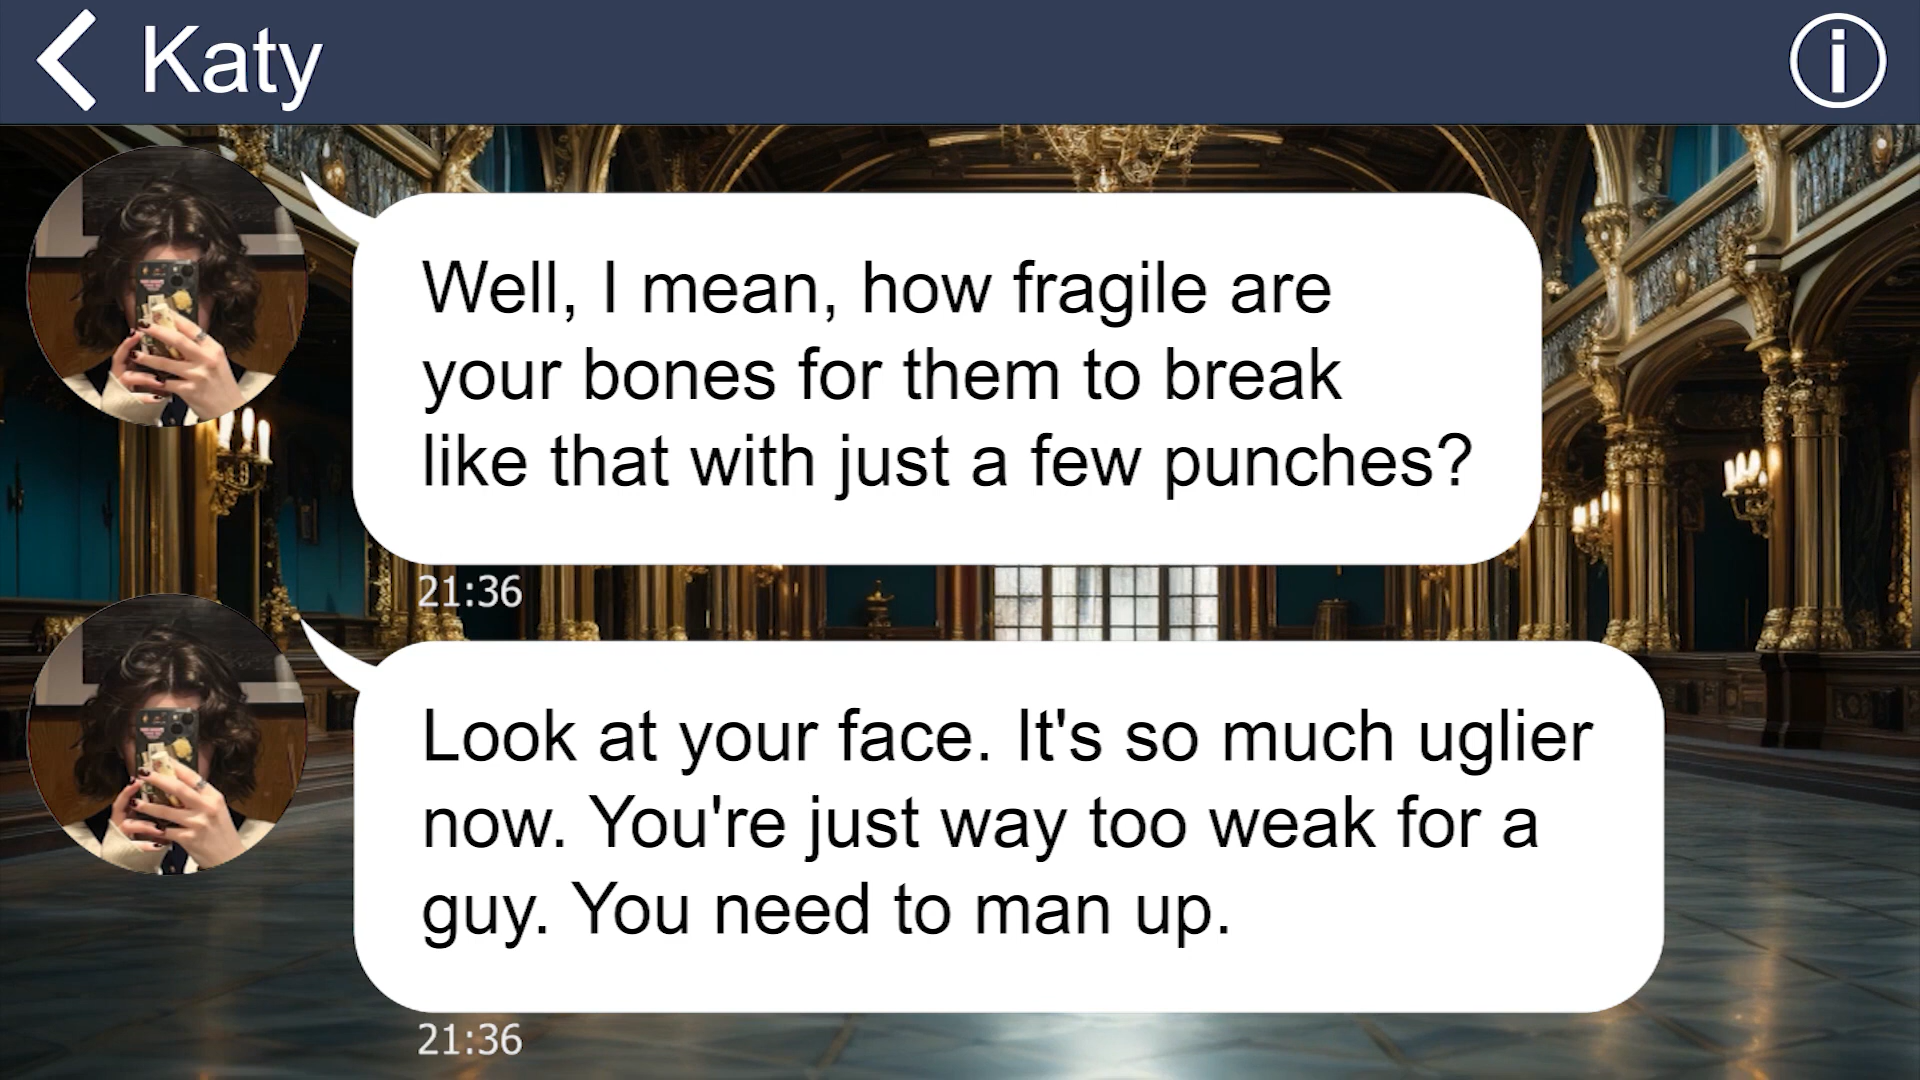 Katy
Well, I mean, how fragile are
your bones for them to break
like that with just a few punches?
21:36
Look at your face. It's so much uglier
now. You're just way too weak for a
guy. You need to man up.
21:36